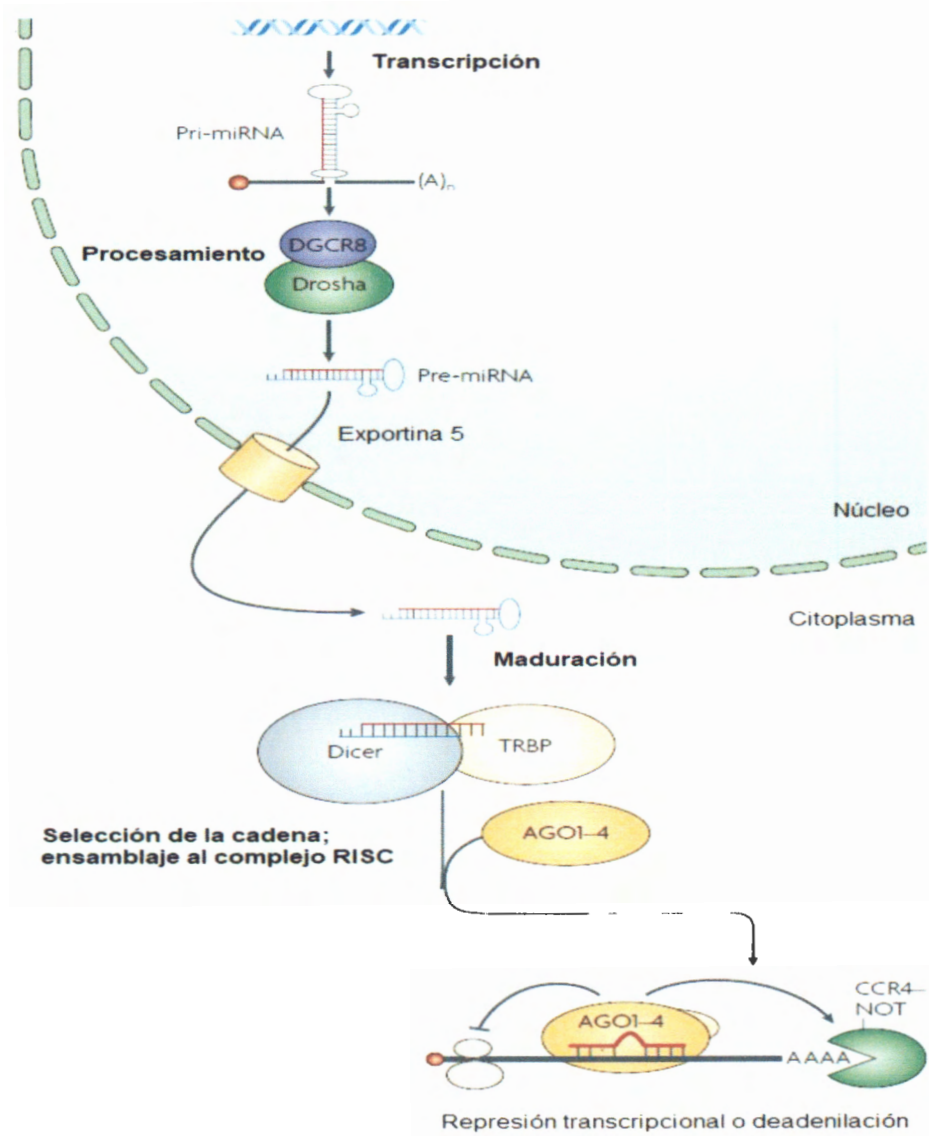 Transcripción
Pri-miRNA
(A)n
DGCR8
Procesamiento
Drosha
Pre-miRNA
Exportina 5
Núcleo
Citoplasma
Maduración
Dicer
TRBP
AGO1–4
Selección de la cadena;
ensamblaje al complejo RISC
CCR4–
NOT
AGO1–4
AAAA
Represión transcripcional o deadenilación